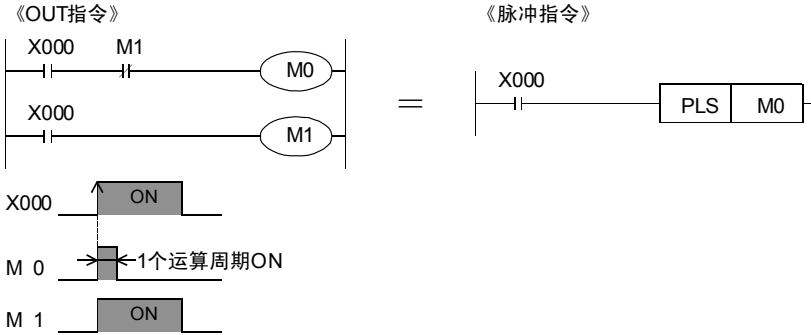 《OUT指令》
《脉冲指令》
X000 M1
M0
X000
M1
=
X000
PLS M0
X000 ON
M 0 1个运算周期ON
M 1 ON